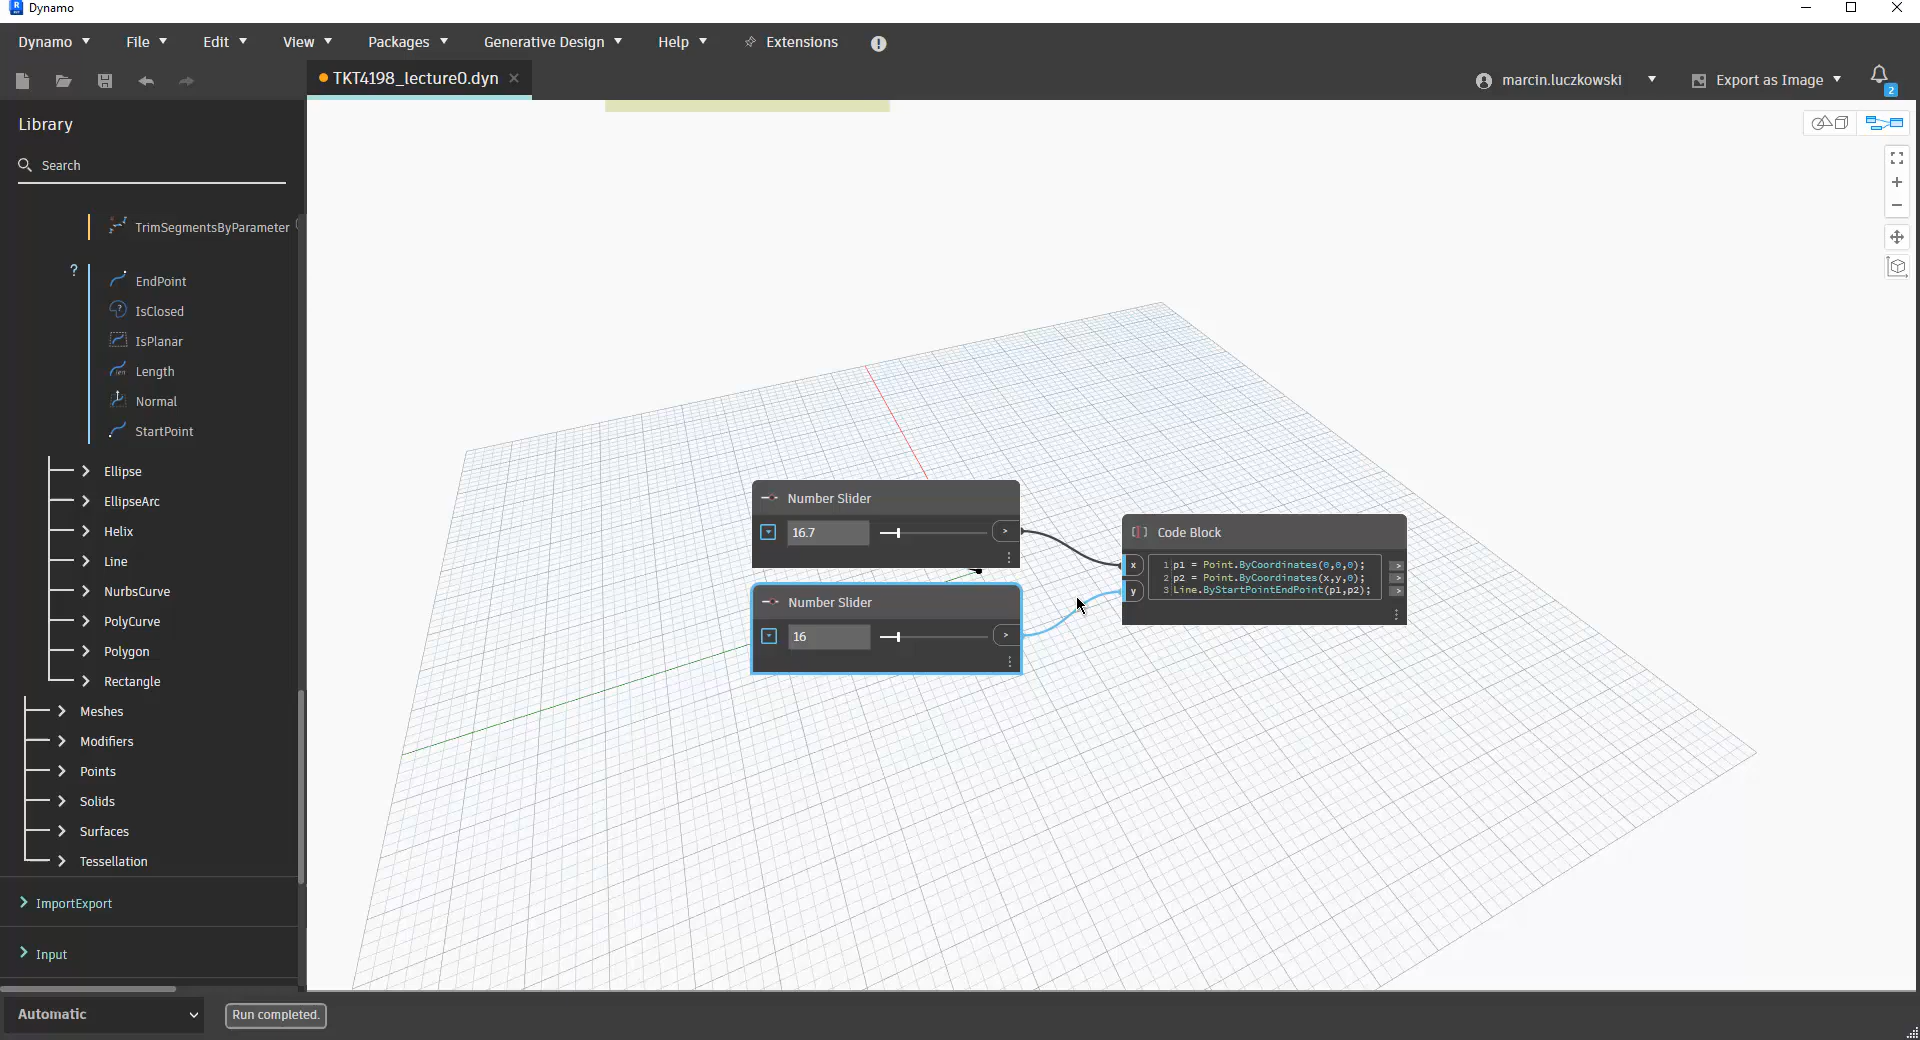 Dynamo
Dynamo File Edit View Packages Generative Design Help Extensions
TKT4198_lecture0.dyn
marcin.luczkowski Export as Image
2
Library
Search
TrimSegmentsByParameter
?
EndPoint
IsClosed
IsPlanar
Length
Normal
StartPoint
Ellipse
EllipseArc
Helix
Line
NurbsCurve
PolyCurve
Polygon
Rectangle
Meshes
Modifiers
Points
Solids
Surfaces
Tessellation
ImportExport
Input
Number Slider
16.7
>
Number Slider
16
>
Code Block
x
y
1 p1 = Point.ByCoordinates(0,0,0);
2 p2 = Point.ByCoordinates(x,y,0);
3 Line.ByStartPointEndPoint(p1,p2);
>
>
>
Automatic
Run completed.